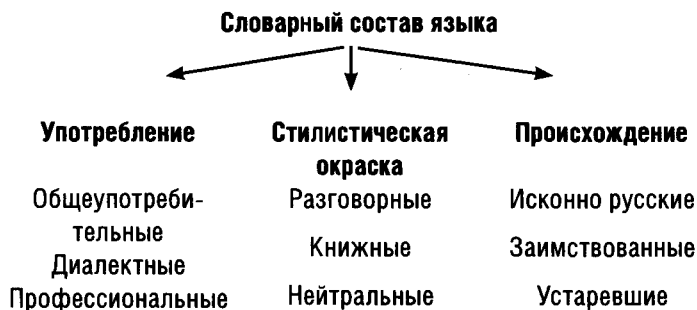 Словарный состав языка
Употребление
Общеупотреби-
тельные
Диалектные
Профессиональные
Стилистическая
окраска
Разговорные
Книжные
Нейтральные
Происхождение
Исконно русские
Заимствованные
Устаревшие